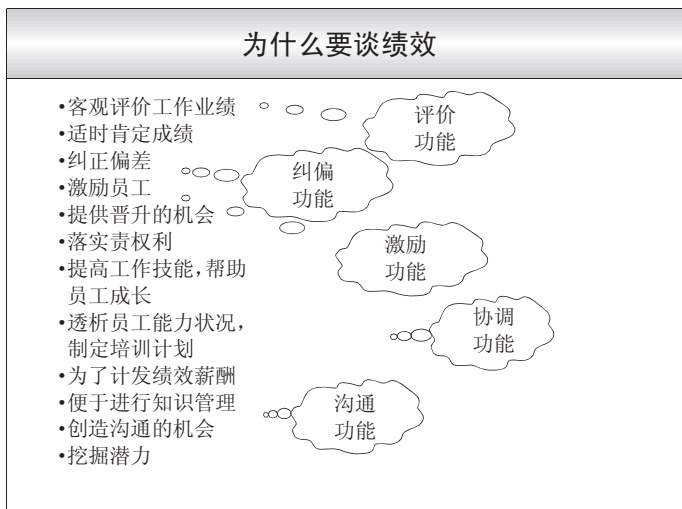 为什么要谈绩效
•客观评价工作业绩
•适时肯定成绩
•纠正偏差
•激励员工
•提供晋升的机会
•落实责权利
•提高工作技能,帮助
员工成长
•透析员工能力状况,
制定培训计划
•为了计发绩效薪酬
•便于进行知识管理
•创造沟通的机会
•挖掘潜力
评价
功能
纠偏
功能
激励
功能
协调
功能
沟通
功能